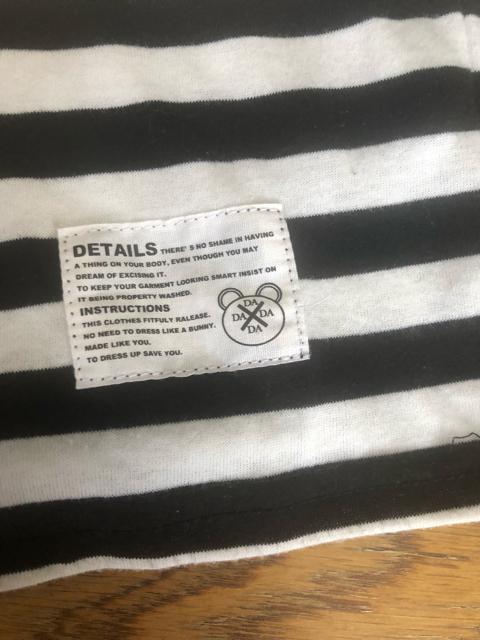 DETAILS THERE' S NO SHAME IN HAVING
A THING ON YOUR BODY, EVEN THOUGH YOU MAY
DREAM OF EXCISING IT.
TO KEEP YOUR GARMENT LOOKING SMART INSIST ON
IT BEING PROPERTY WASHED.
INSTRUCTIONS
THIS CLOTHES FITFULY RALEASE.
NO NEED TO DRESS LIKE A BUNNY.
MADE LIKE YOU.
TO DRESS UP SAVE YOU.
DA
DA DA
DA